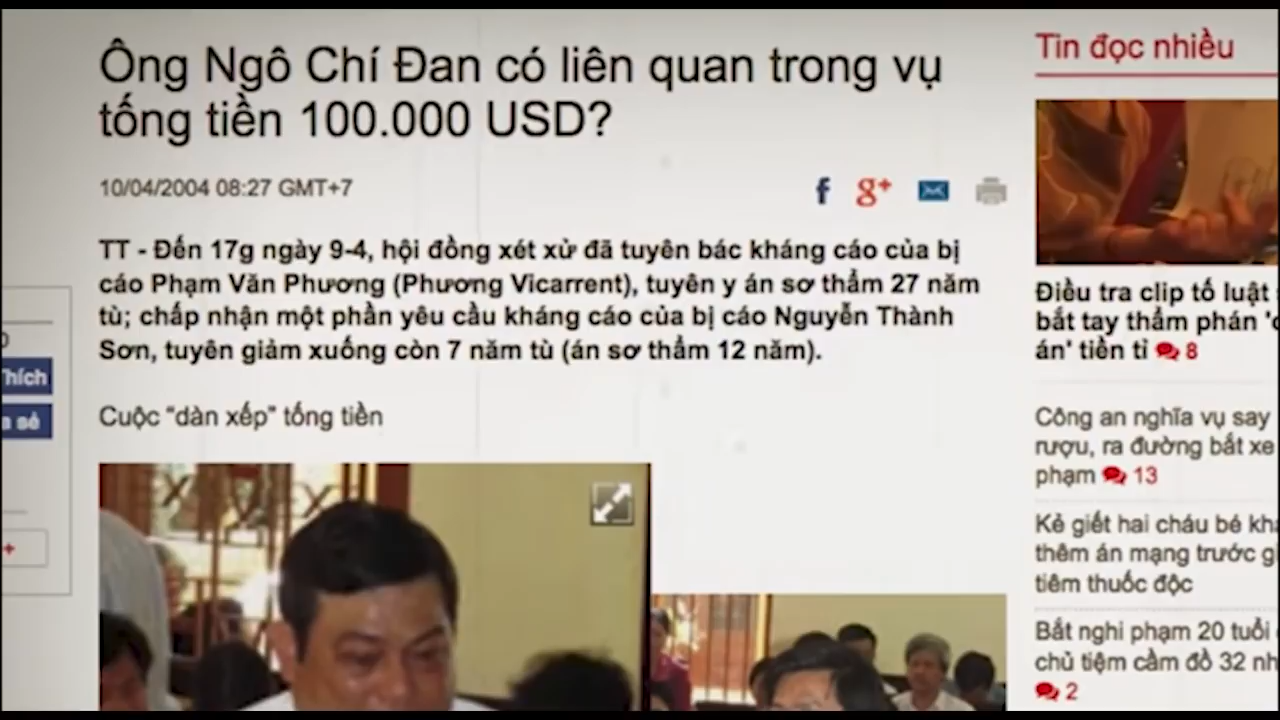 Ông Ngô Chí Đan có liên quan trong vụ
tống tiền 100.000 USD?
10/04/2004 08:27 GMT+7
TT - Đến 17g ngày 9-4, hội đồng xét xử đã tuyên bác kháng cáo của bị
cáo Phạm Văn Phương (Phương Vicarrent), tuyên y án sơ thẩm 27 năm
tù; chấp nhận một phần yêu cầu kháng cáo của bị cáo Nguyễn Thành
Sơn, tuyên giảm xuống còn 7 năm tù (án sơ thẩm 12 năm).
Cuộc "dàn xếp" tống tiền
Tin đọc nhiều
Điều tra clip tố luật
bắt tay thẩm phán
án' tiền tỉ 8
Công an nghĩa vụ say
rượu, ra đường bắt xe
phạm 13
Kẻ giết hai cháu bé
thêm án mạng trước
tiêm thuốc độc
Bắt nghi phạm 20 tuổi
chủ tiệm cầm đồ 32
2